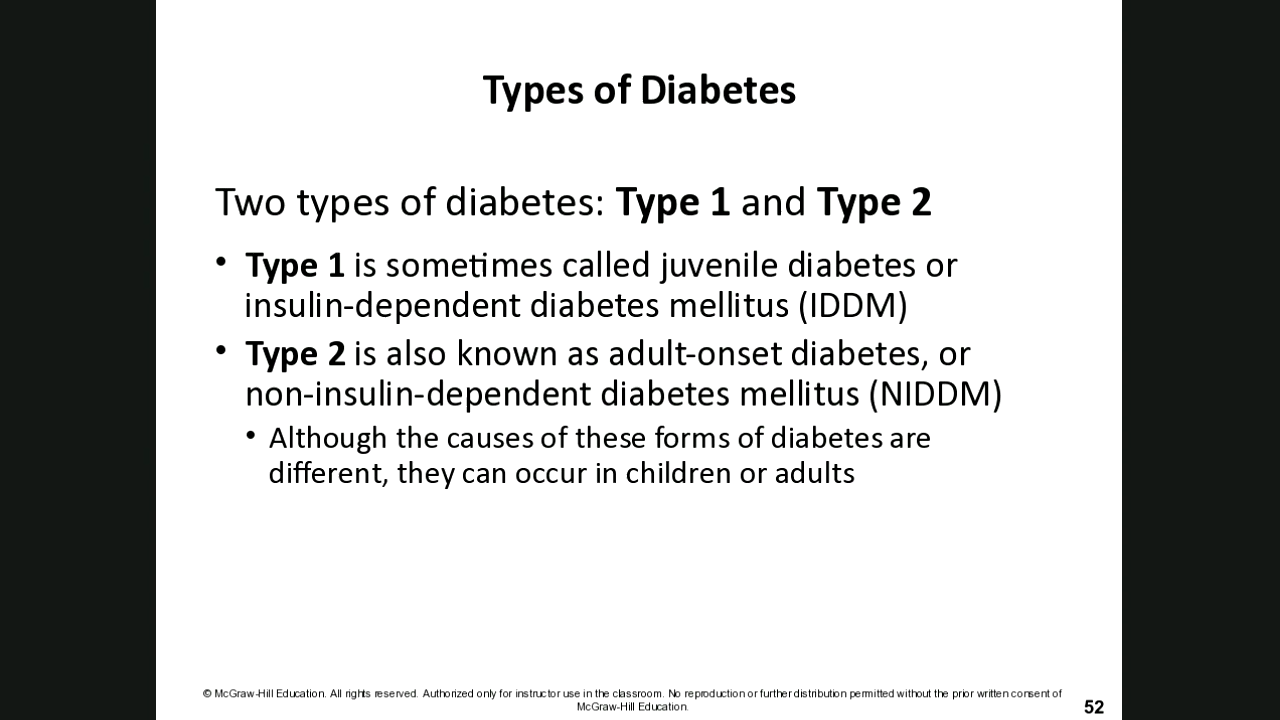 Types of Diabetes
Two types of diabetes: Type 1 and Type 2
• Type 1 is sometimes called juvenile diabetes or
insulin-dependent diabetes mellitus (IDDM)
• Type 2 is also known as adult-onset diabetes, or
non-insulin-dependent diabetes mellitus (NIDDM)
• Although the causes of these forms of diabetes are
different, they can occur in children or adults
© McGraw-Hill Education. All rights reserved. Authorized only for instructor use in the classroom. No reproduction or further distribution permitted without the prior written consent of
McGraw-Hill Education.
52